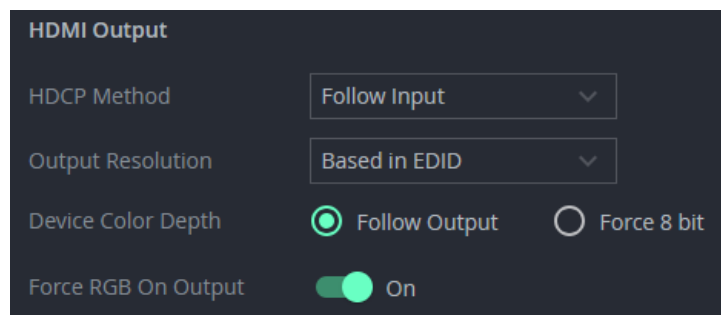 HDMI Output
HDCP Method Follow Input
Output Resolution Based in EDID
Device Color Depth Follow Output Force 8 bit
Force RGB On Output On